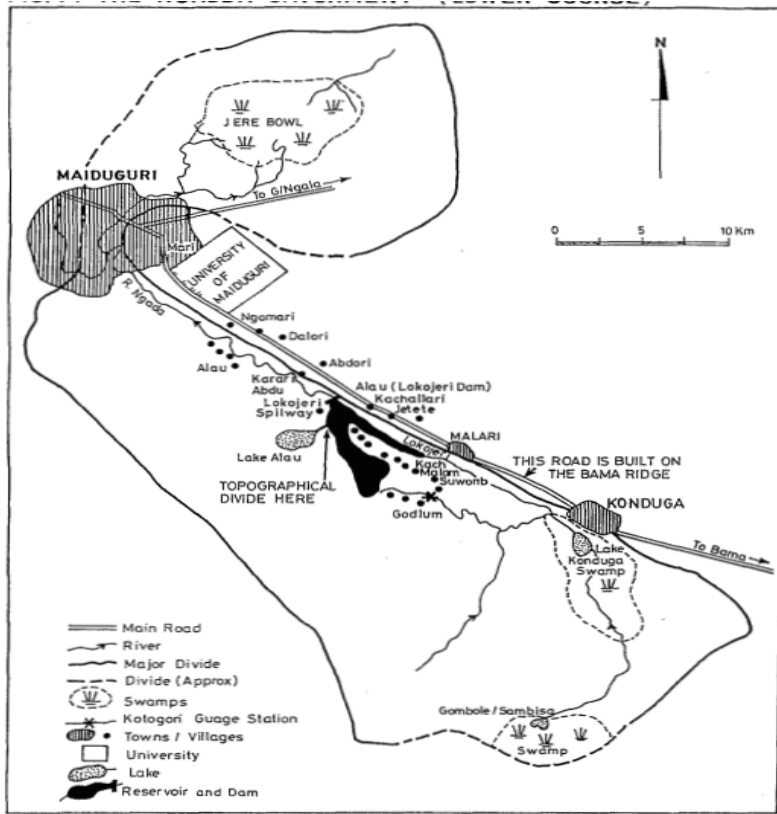 N
JERE BOWL
MAIDUGURI
To G/Ngala
0 10 Km
Mari
UNIVERSITY
OF
MAIDUGURI
R. Ngada
Ngomari
Dalori
Alau
Abdori
Karari
Abdu
Alau (Lokojeri Dam)
Kachallari
Jetete
Lokojeri
Spilway
Lokojer
MALARI
Lake Alau
THIS ROAD IS BUILT ON
THE BAMA RIDGE
Kach
Malam
Suwonb
TOPOGRAPHICAL
DIVIDE HERE
KONDUGA
Godlum
To Bama
Lake
Konduga
Swamp
Main Road
River
Major Divide
Divide (Approx)
Swamps
Kotogori Guage Station
Towns / Villages
University
Lake
Reservoir and Dam
Gombole/Sambisa
Swamp